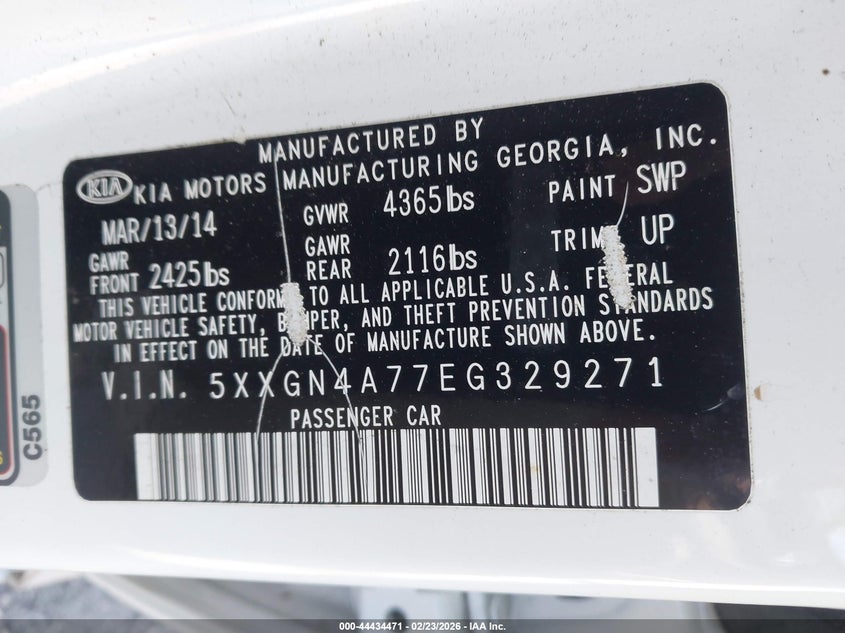 MANUFACTURED BY
KIA KIA MOTORS MANUFACTURING GEORGIA, INC.
MAR/13/14 GVWR 4365lbs PAINT SWP
GAWR FRONT 2425lbs GAWR REAR 2116lbs TRIM UP
THIS VEHICLE CONFORM TO ALL APPLICABLE U.S.A. FEDERAL
MOTOR VEHICLE SAFETY, BUMPER, AND THEFT PREVENTION STANDARDS
IN EFFECT ON THE DATE OF MANUFACTURE SHOWN ABOVE.
V.I.N. 5XXGN4A77EG329271
PASSENGER CAR
C565
000-44434471 - 02/23/2026 - IAA Inc.